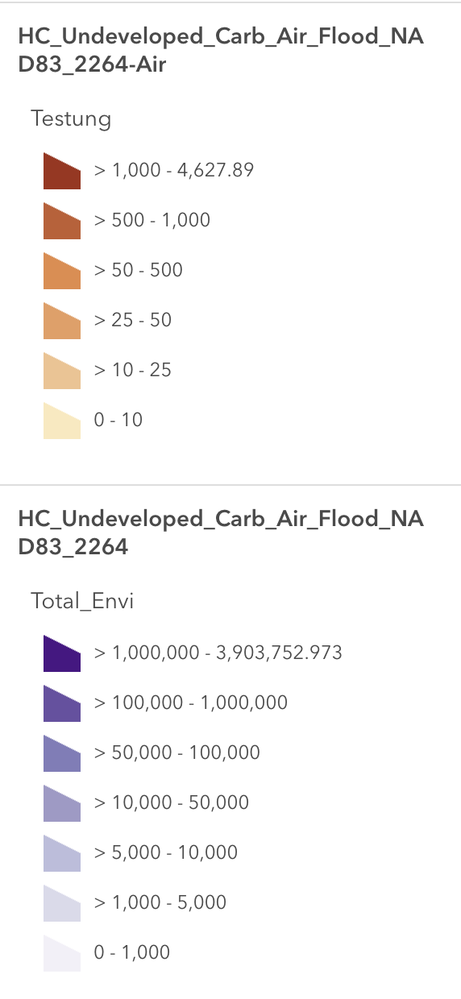 HC_Undeveloped_Carb_Air_Flood_NA
D83_2264-Air
Testung
> 1,000 - 4,627.89
> 500 - 1,000
> 50 - 500
> 25 - 50
> 10 - 25
0 - 10
HC_Undeveloped_Carb_Air_Flood_NA
D83_2264
Total_Envi
> 1,000,000 - 3,903,752.973
> 100,000 - 1,000,000
> 50,000 - 100,000
> 10,000 - 50,000
> 5,000 - 10,000
> 1,000 - 5,000
0 - 1,000